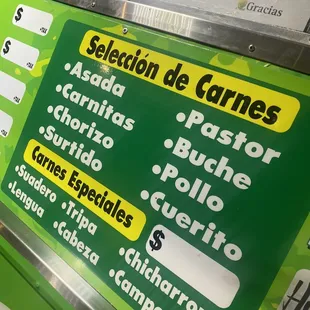 Gracias
Selección de Carnes
•Asada
•Carnitas
•Chorizo
•Surtido
•Pastor
•Buche
•Pollo
•Cuerito
Carnes Especiales
•Suadero
•Lengua
•Tripa
•Cabeza
$
•Chicharron
$
$
$